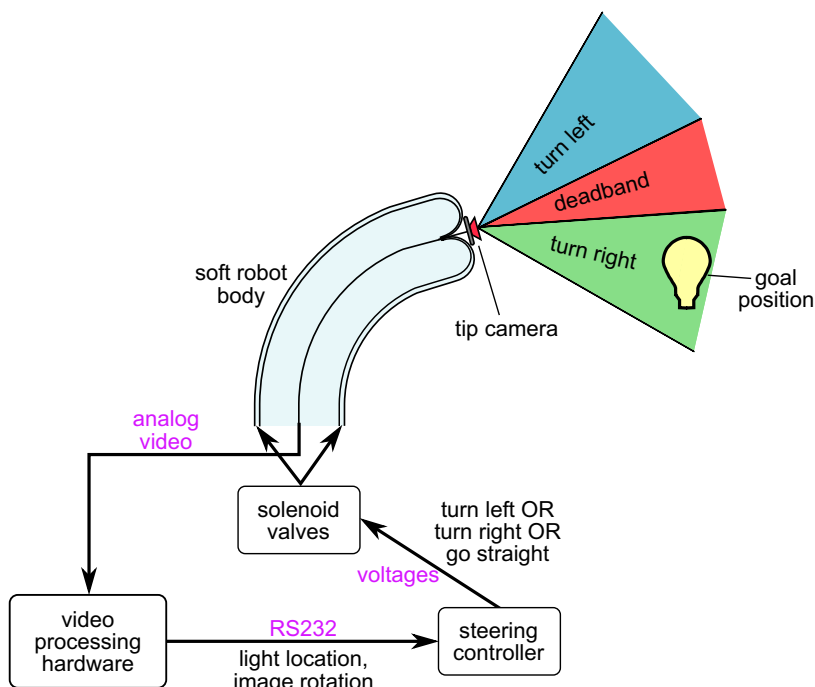 turn left
deadband
turn right
goal
position
soft robot
body
tip camera
analog
video
solenoid
valves
turn left OR
turn right OR
go straight
voltages
video
processing
hardware
RS232
light location,
image rotation
steering
controller